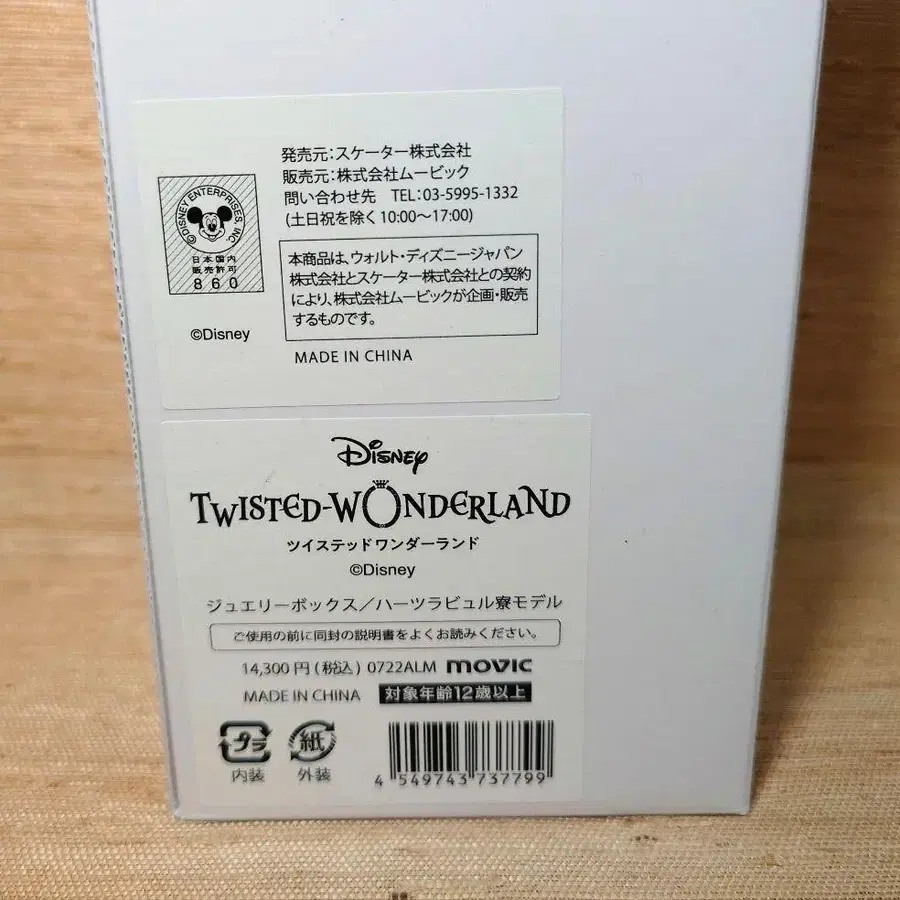 発売元:スケーター株式会社
販売元:株式会社ムービック
問い合わせ先 TEL:03-5995-1332
(土日祝を除く10:00〜17:00)
©DISNEY ENTERPRISES, INC.
日本国内
販売許可
860
©Disney
本商品は、ウォルト・ディズニージャパン
株式会社とスケーター株式会社との契約
により、株式会社ムービックが企画・販売
するものです。
MADE IN CHINA
Disney
TWISTED-WONDERLAND
ツイステッドワンダーランド
©Disney
ジュエリーボックス/ハーツラビュル寮モデル
ご使用の前に同封の説明書をよくお読みください。
14,300円(税込) 0722ALM movic
MADE IN CHINA 対象年齢12歳以上
プラ 紙
内装 外装
4 549743 737799